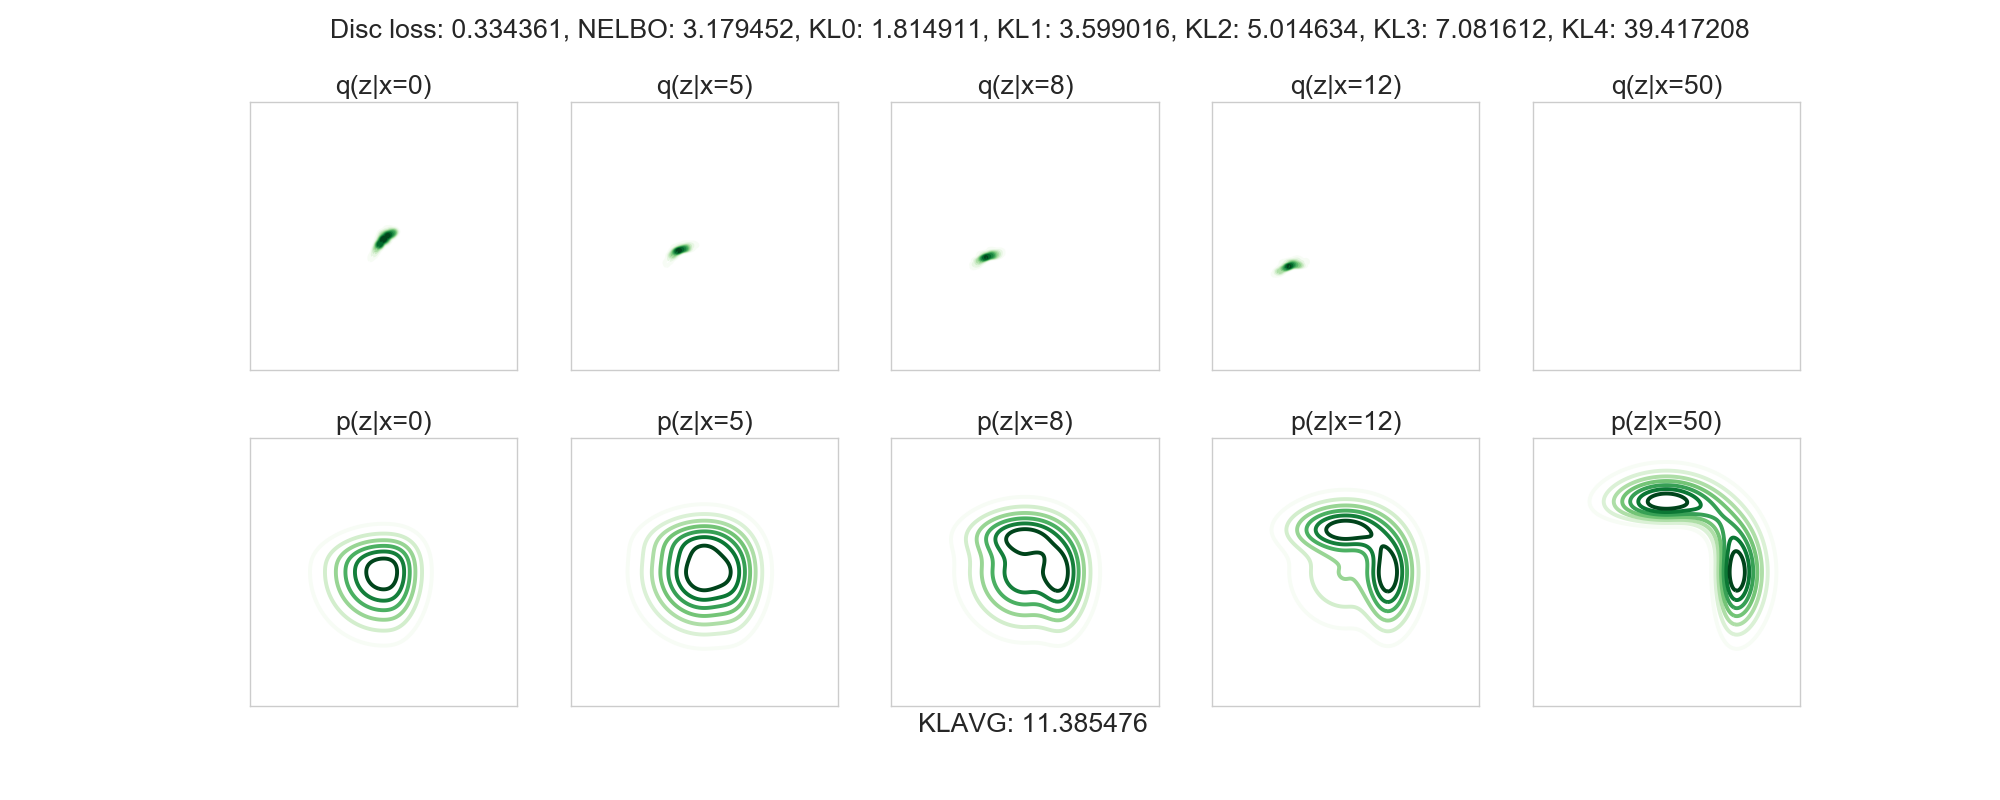 Disc loss: 0.334361, NELBO: 3.179452, KL0: 1.814911, KL1: 3.599016, KL2: 5.014634, KL3: 7.081612, KL4: 39.417208
q(z|x=0) q(z|x=5) q(z|x=8) q(z|x=12) q(z|x=50)
p(z|x=0) p(z|x=5) p(z|x=8) p(z|x=12) p(z|x=50)
KLAVG: 11.385476